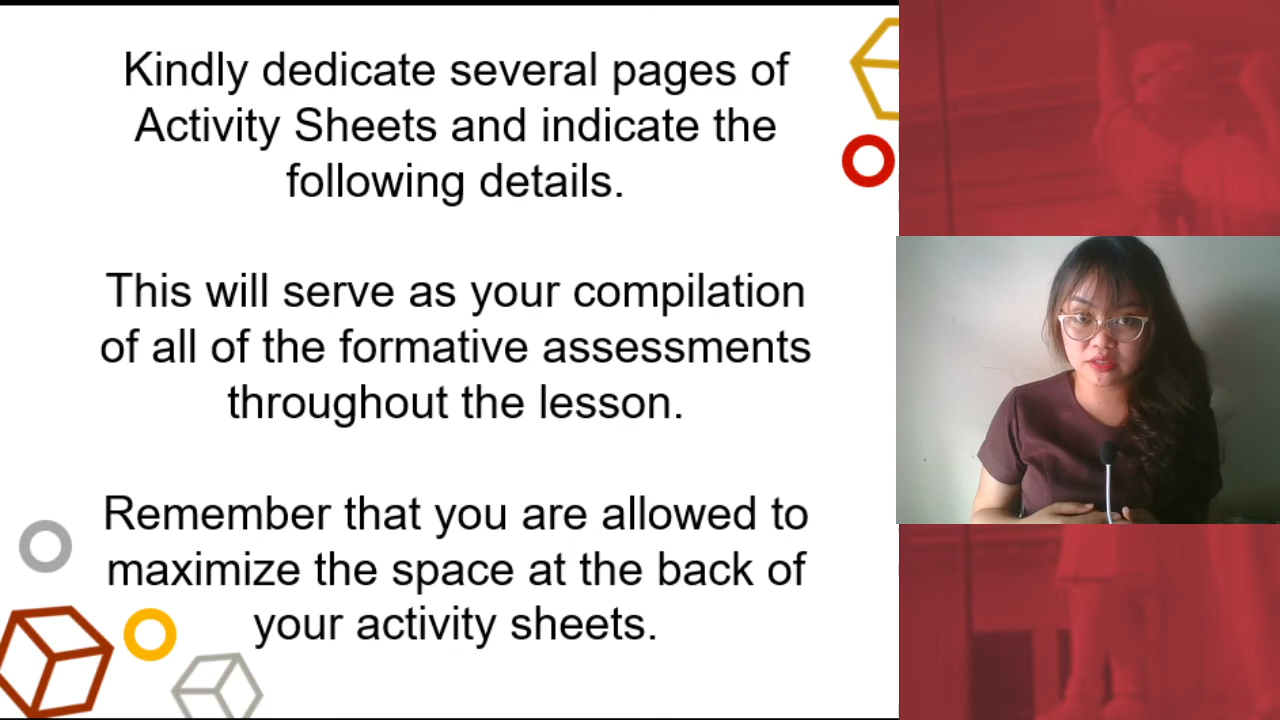 Kindly dedicate several pages of
Activity Sheets and indicate the
following details.
This will serve as your compilation
of all of the formative assessments
throughout the lesson.
Remember that you are allowed to
maximize the space at the back of
your activity sheets.